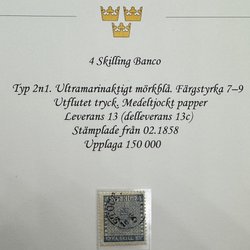 4 Skilling Banco
Typ 2n1. Ultramarinaktigt mörkblå. Färgstyrka 7–9
Utflutet tryck. Medeltjockt papper
Leverans 13 (delleverans 13c)
Stämplade från 02.1858
Upplaga 150 000